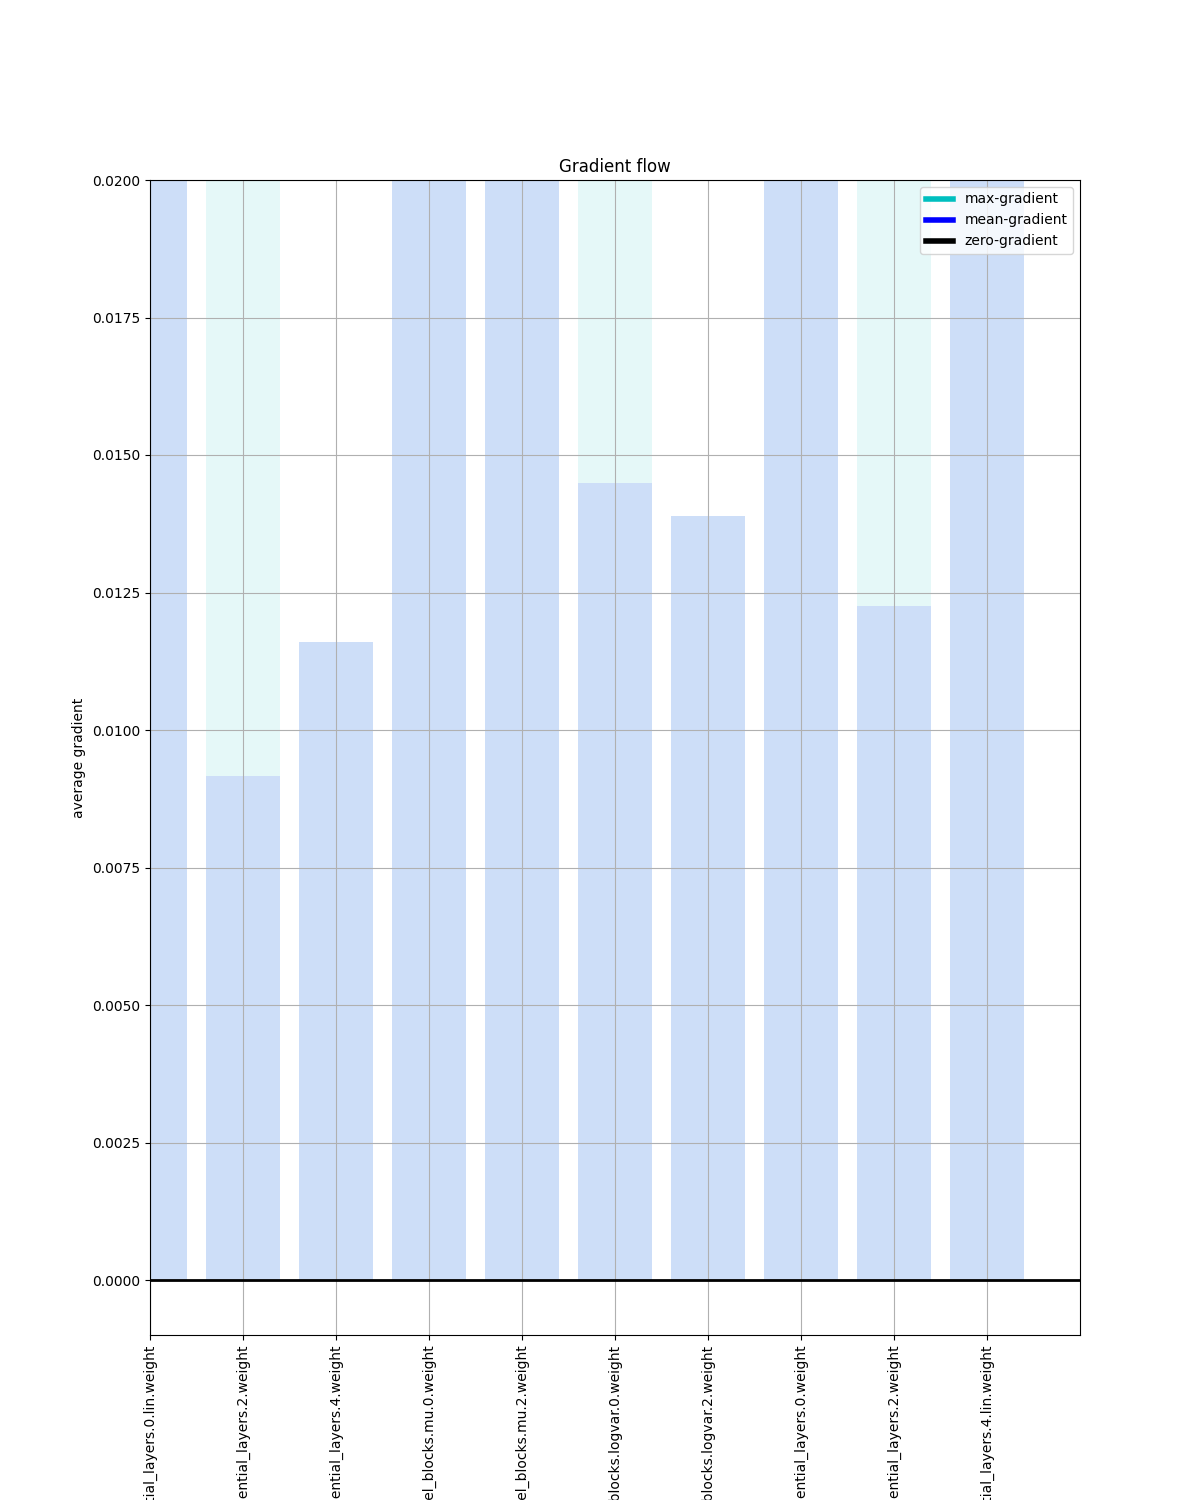 Gradient flow
max-gradient
mean-gradient
zero-gradient
0.0200
0.0175
0.0150
0.0125
0.0100
0.0075
0.0050
0.0025
0.0000
average gradient
tial_layers.0.lin.weight
ential_layers.2.weight
ential_layers.4.weight
el_blocks.mu.0.weight
el_blocks.mu.2.weight
blocks.logvar.0.weight
blocks.logvar.2.weight
ential_layers.0.weight
ential_layers.2.weight
tial_layers.4.lin.weight